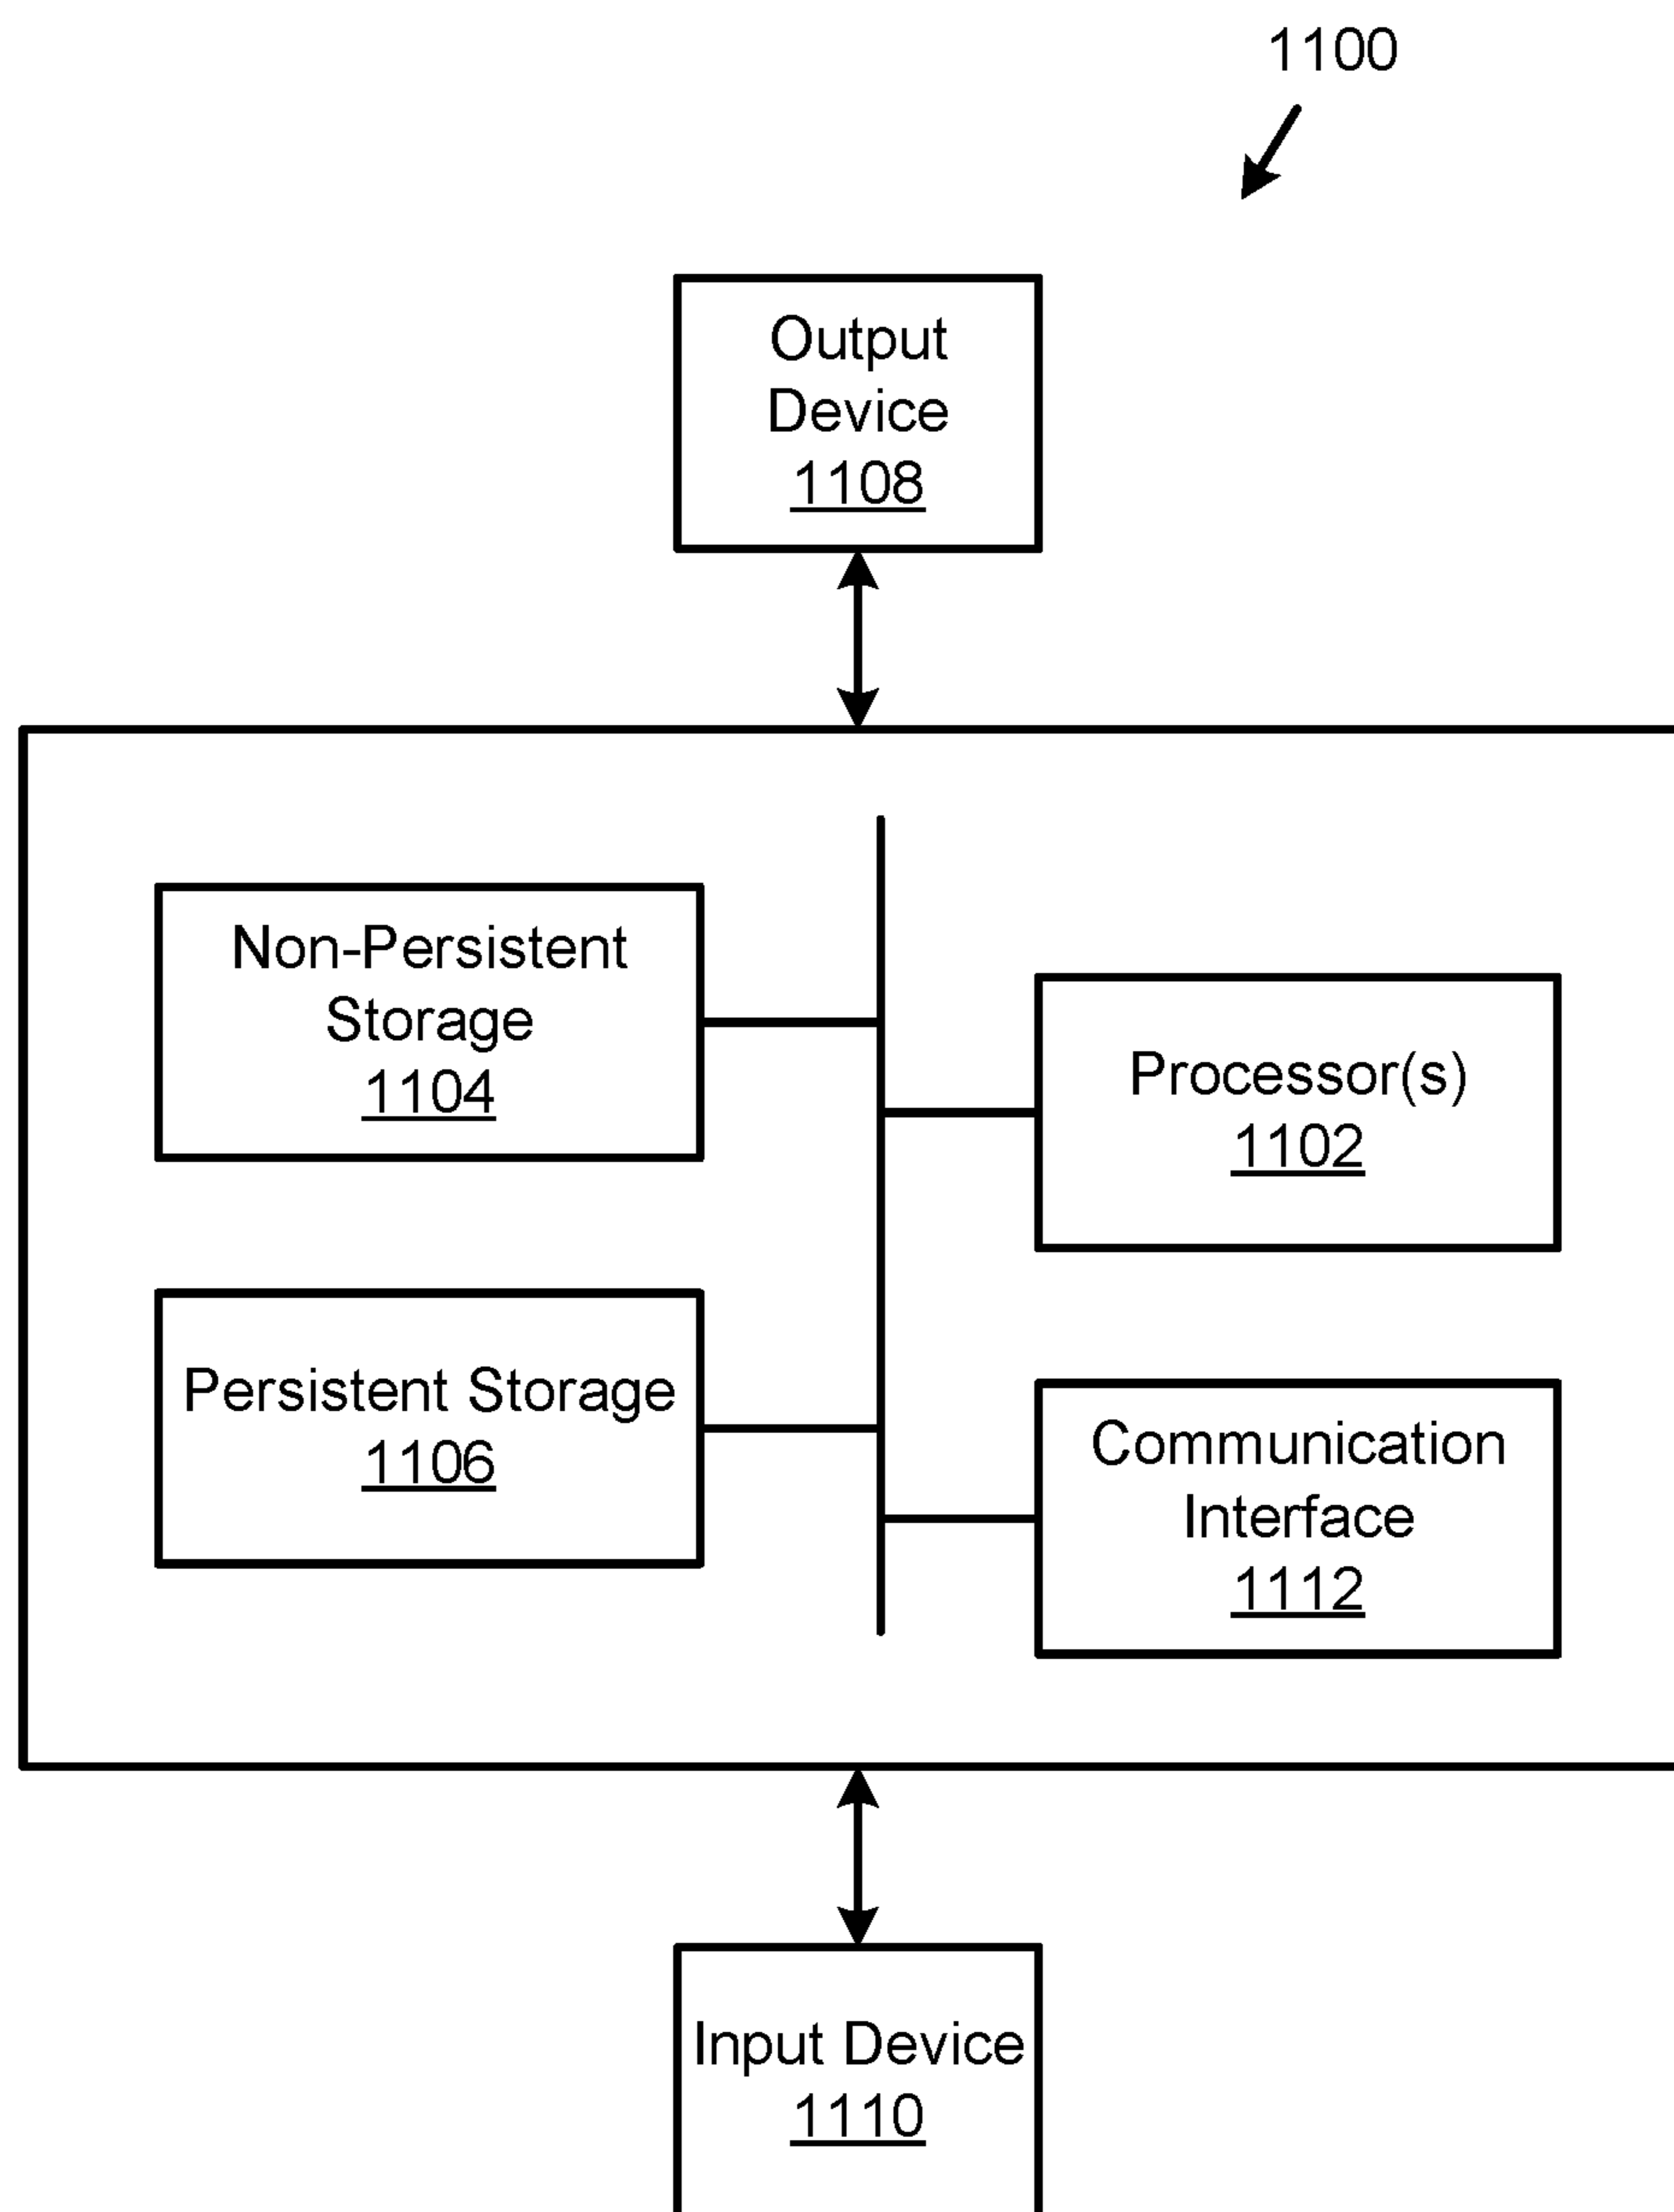 1100
Output
Device
1108
Non-Persistent
Storage
1104
Processor(s)
1102
Persistent Storage
1106
Communication
Interface
1112
Input Device
1110